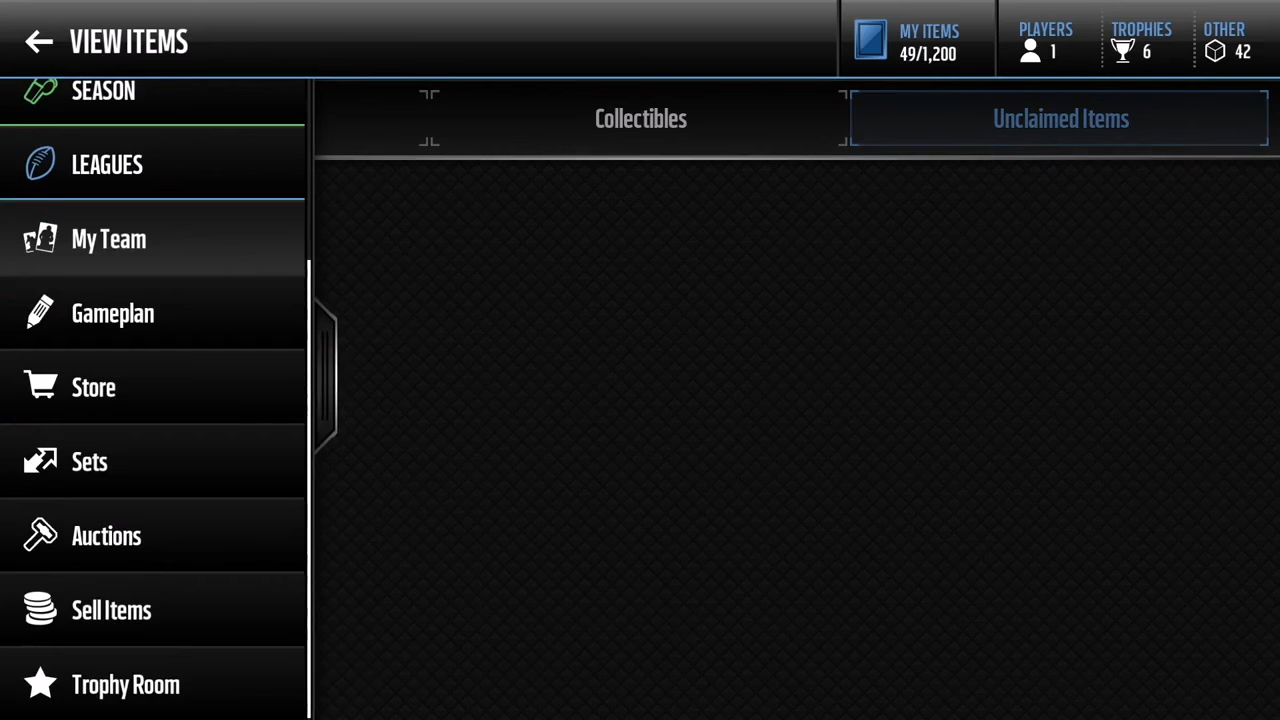 VIEW ITEMS
MY ITEMS
49/1,200
PLAYERS
1
TROPHIES
6
OTHER
42
SEASON
LEAGUES
My Team
Gameplan
Store
Sets
Auctions
Sell Items
Trophy Room
Collectibles
Unclaimed Items